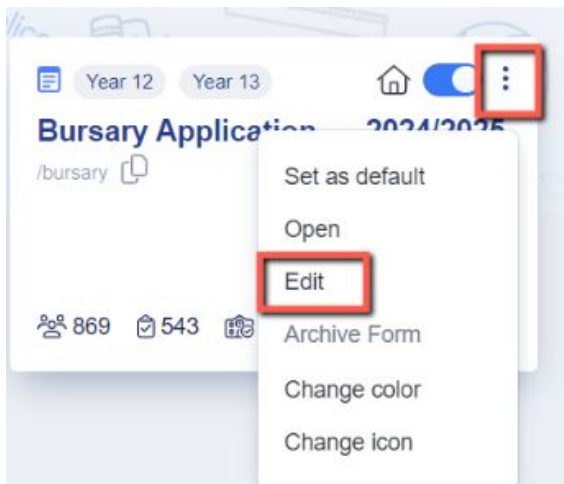 Year 12 Year 13
Bursary Application 2024/2025
/bursary
Set as default
Open
Edit
869 543
Archive Form
Change color
Change icon